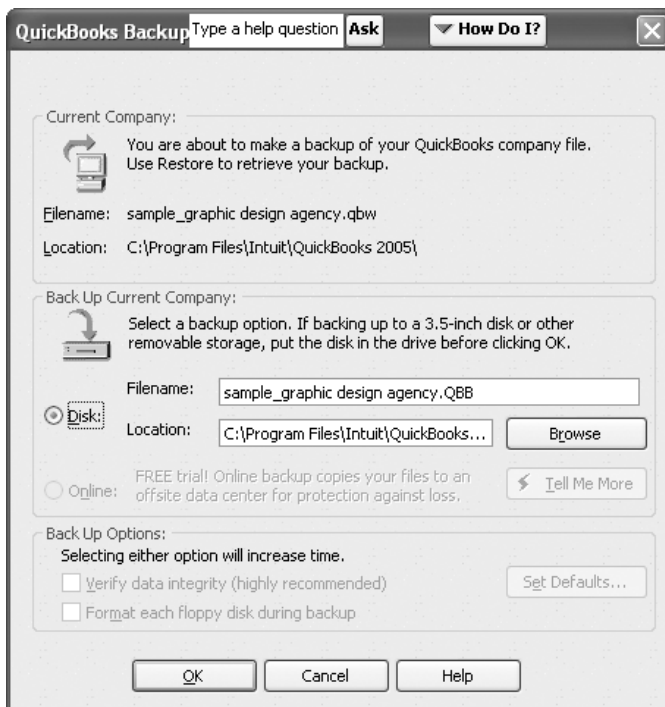 QuickBooks Backup Type a help question Ask How Do I?
Current Company:
You are about to make a backup of your QuickBooks company file.
Use Restore to retrieve your backup.
Filename: sample_graphic design agency.qbw
Location: C:\Program Files\Intuit\QuickBooks 2005\
Back Up Current Company:
Select a backup option. If backing up to a 3.5-inch disk or other
removable storage, put the disk in the drive before clicking OK.
Disk:
Filename: sample_graphic design agency.QBB
Location: C:\Program Files\Intuit\QuickBooks... Browse
Online:
FREE trial! Online backup copies your files to an
offsite data center for protection against loss.
Tell Me More
Back Up Options:
Selecting either option will increase time.
Verify data integrity (highly recommended)
Set Defaults...
Format each floppy disk during backup
OK Cancel Help